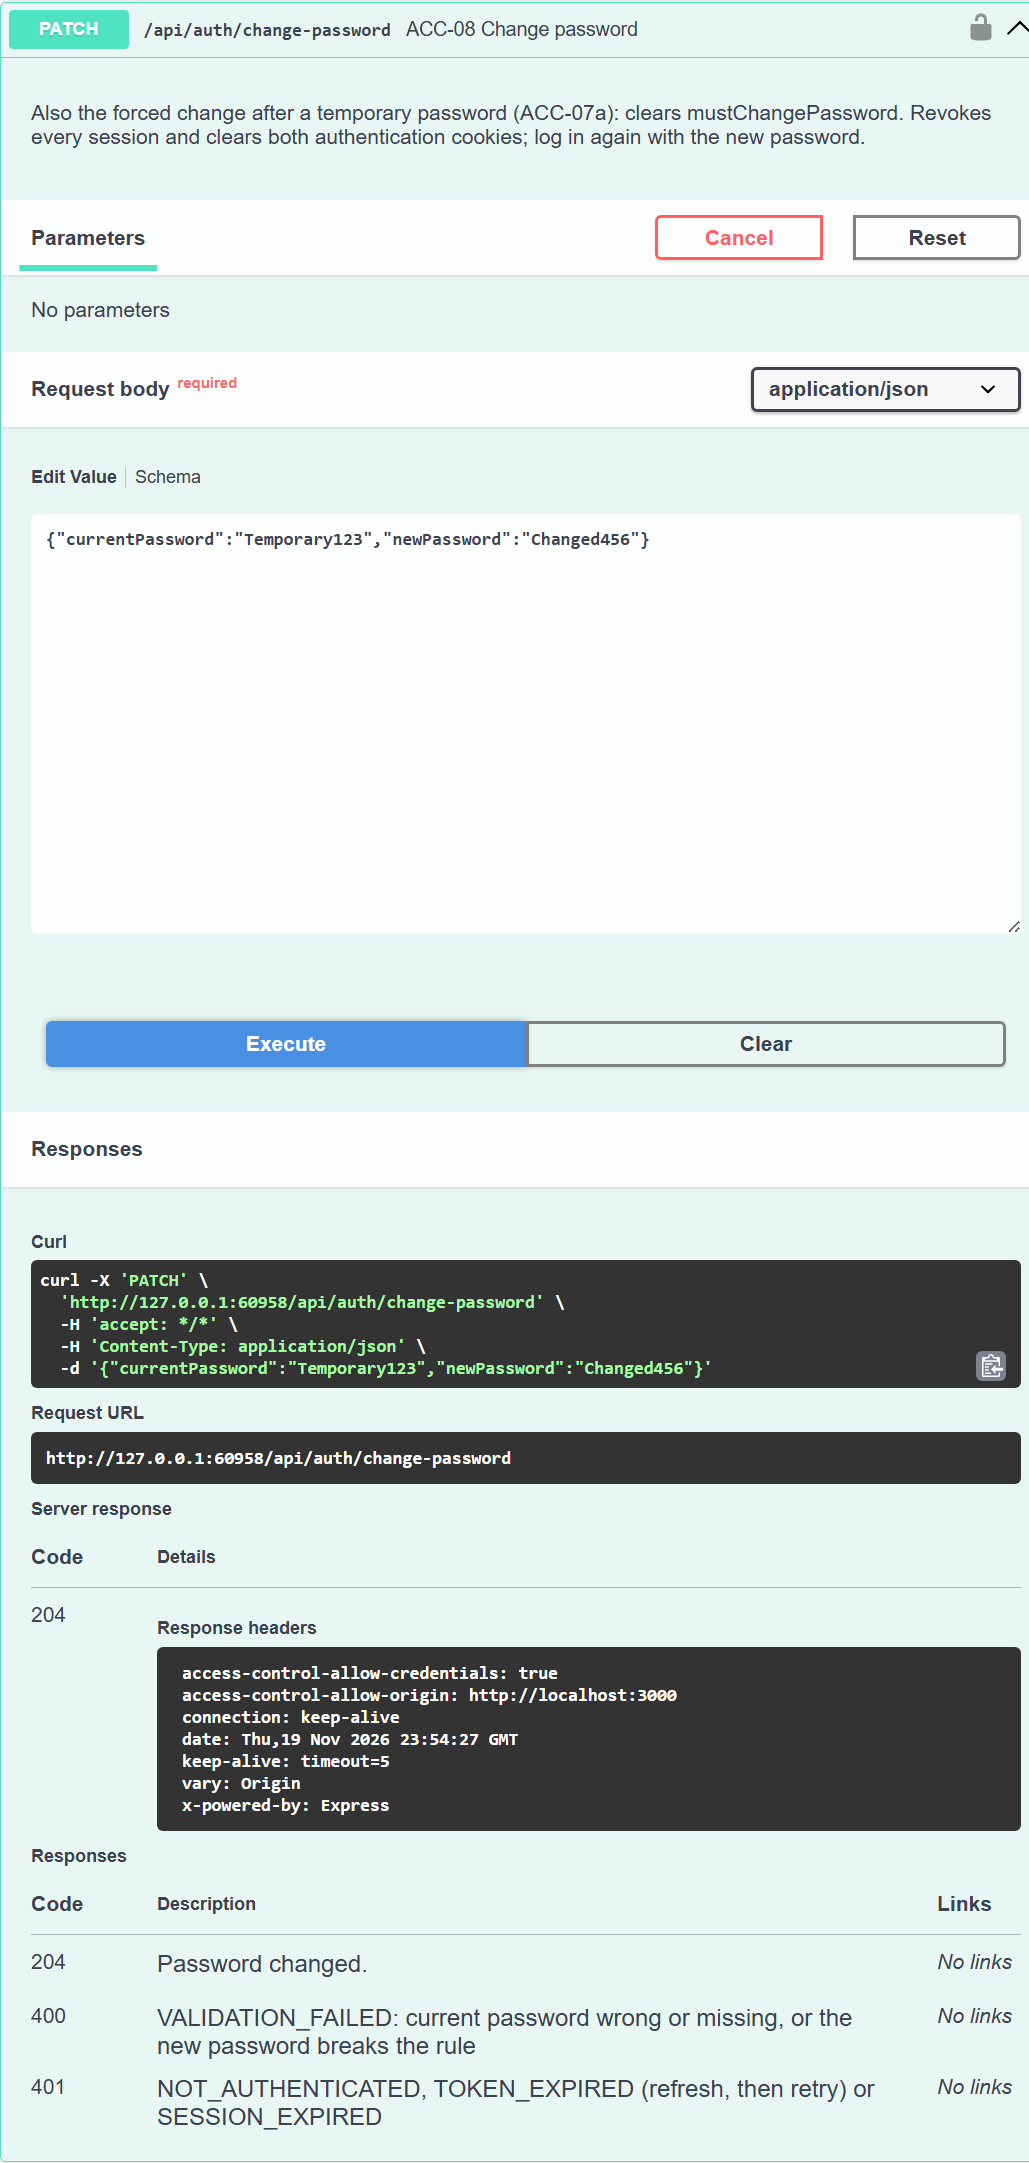 PATCH /api/auth/change-password ACC-08 Change password
Also the forced change after a temporary password (ACC-07a): clears mustChangePassword. Revokes
every session and clears both authentication cookies; log in again with the new password.
Parameters
Cancel
Reset
No parameters
Request body required
application/json
Edit Value
Schema
{"currentPassword":"Temporary123","newPassword":"Changed456"}
Execute
Clear
Responses
Curl
curl -X 'PATCH' \
  'http://127.0.0.1:60958/api/auth/change-password' \
  -H 'accept: */*' \
  -H 'Content-Type: application/json' \
  -d '{"currentPassword":"Temporary123","newPassword":"Changed456"}'
Request URL
http://127.0.0.1:60958/api/auth/change-password
Server response
Code Details
204
Response headers
access-control-allow-credentials: true
access-control-allow-origin: http://localhost:3000
connection: keep-alive
date: Thu,19 Nov 2026 23:54:27 GMT
keep-alive: timeout=5
vary: Origin
x-powered-by: Express
Responses
Code Description Links
204 Password changed. No links
400 VALIDATION_FAILED: current password wrong or missing, or the No links
new password breaks the rule
401 NOT_AUTHENTICATED, TOKEN_EXPIRED (refresh, then retry) or No links
SESSION_EXPIRED